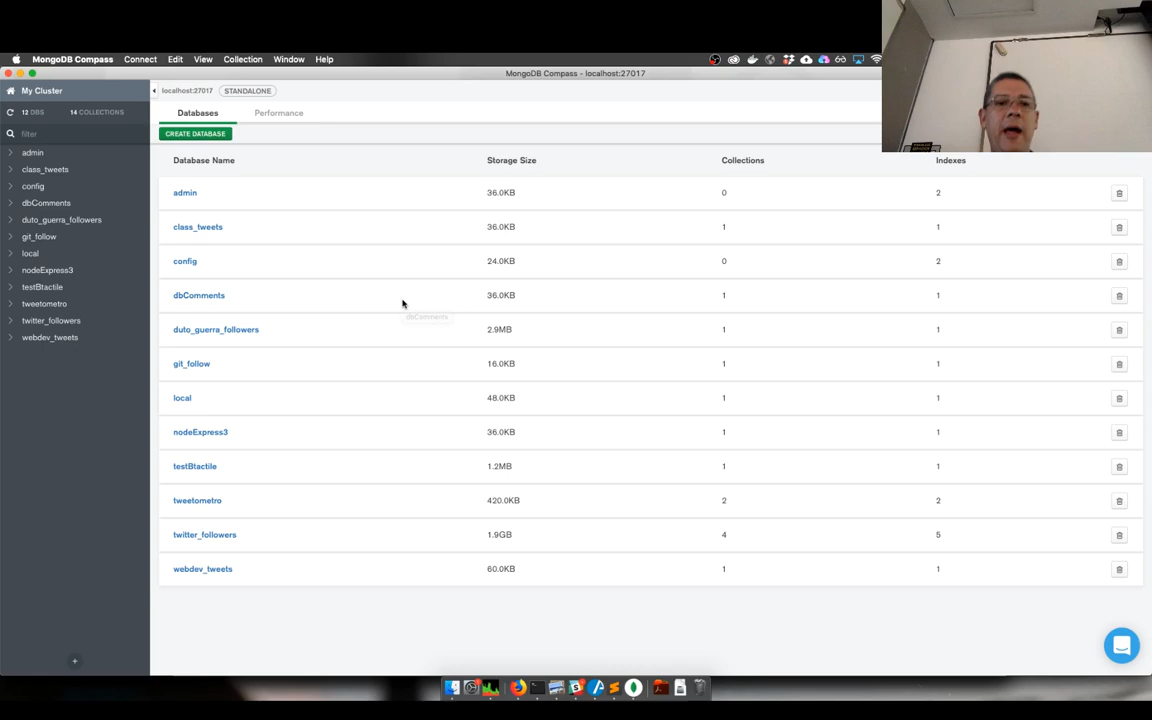 MongoDB Compass Connect Edit View Collection Window Help
MongoDB Compass - localhost:27017
My Cluster
localhost:27017 STANDALONE
12 DBS 14 COLLECTIONS
Databases Performance
filter
CREATE DATABASE
admin
class_tweets
config
dbComments
duto_guerra_followers
git_follow
local
nodeExpress3
testBtactile
tweetometro
twitter_followers
webdev_tweets
Database Name Storage Size Collections Indexes
admin 36.0KB 0 2
class_tweets 36.0KB 1 1
config 24.0KB 0 2
dbComments 36.0KB 1 1
dbComments
duto_guerra_followers 2.9MB 1 1
git_follow 16.0KB 1 1
local 48.0KB 1 1
nodeExpress3 36.0KB 1 1
testBtactile 1.2MB 1 1
tweetometro 420.0KB 2 2
twitter_followers 1.9GB 4 5
webdev_tweets 60.0KB 1 1